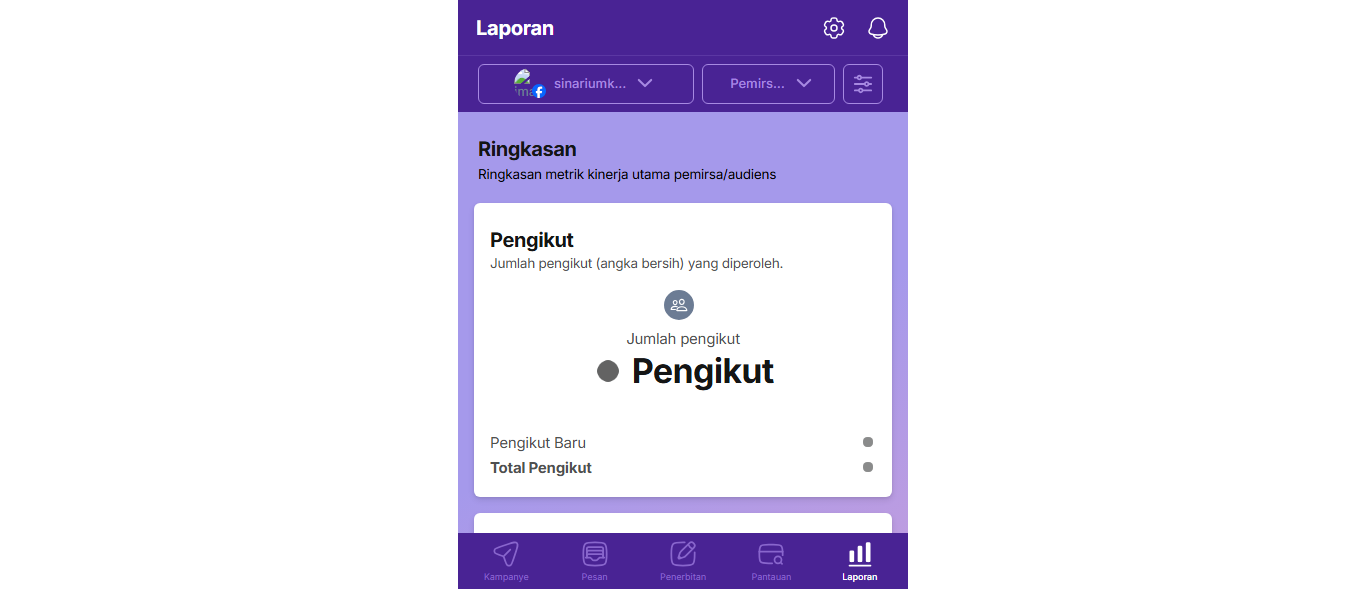 Laporan
sinariumk...
Pemirs...
Ringkasan
Ringkasan metrik kinerja utama pemirsa/audiens
Pengikut
Jumlah pengikut (angka bersih) yang diperoleh.
Jumlah pengikut
Pengikut
Pengikut Baru
Total Pengikut
Kampanye
Pesan
Penerbitan
Pantauan
Laporan